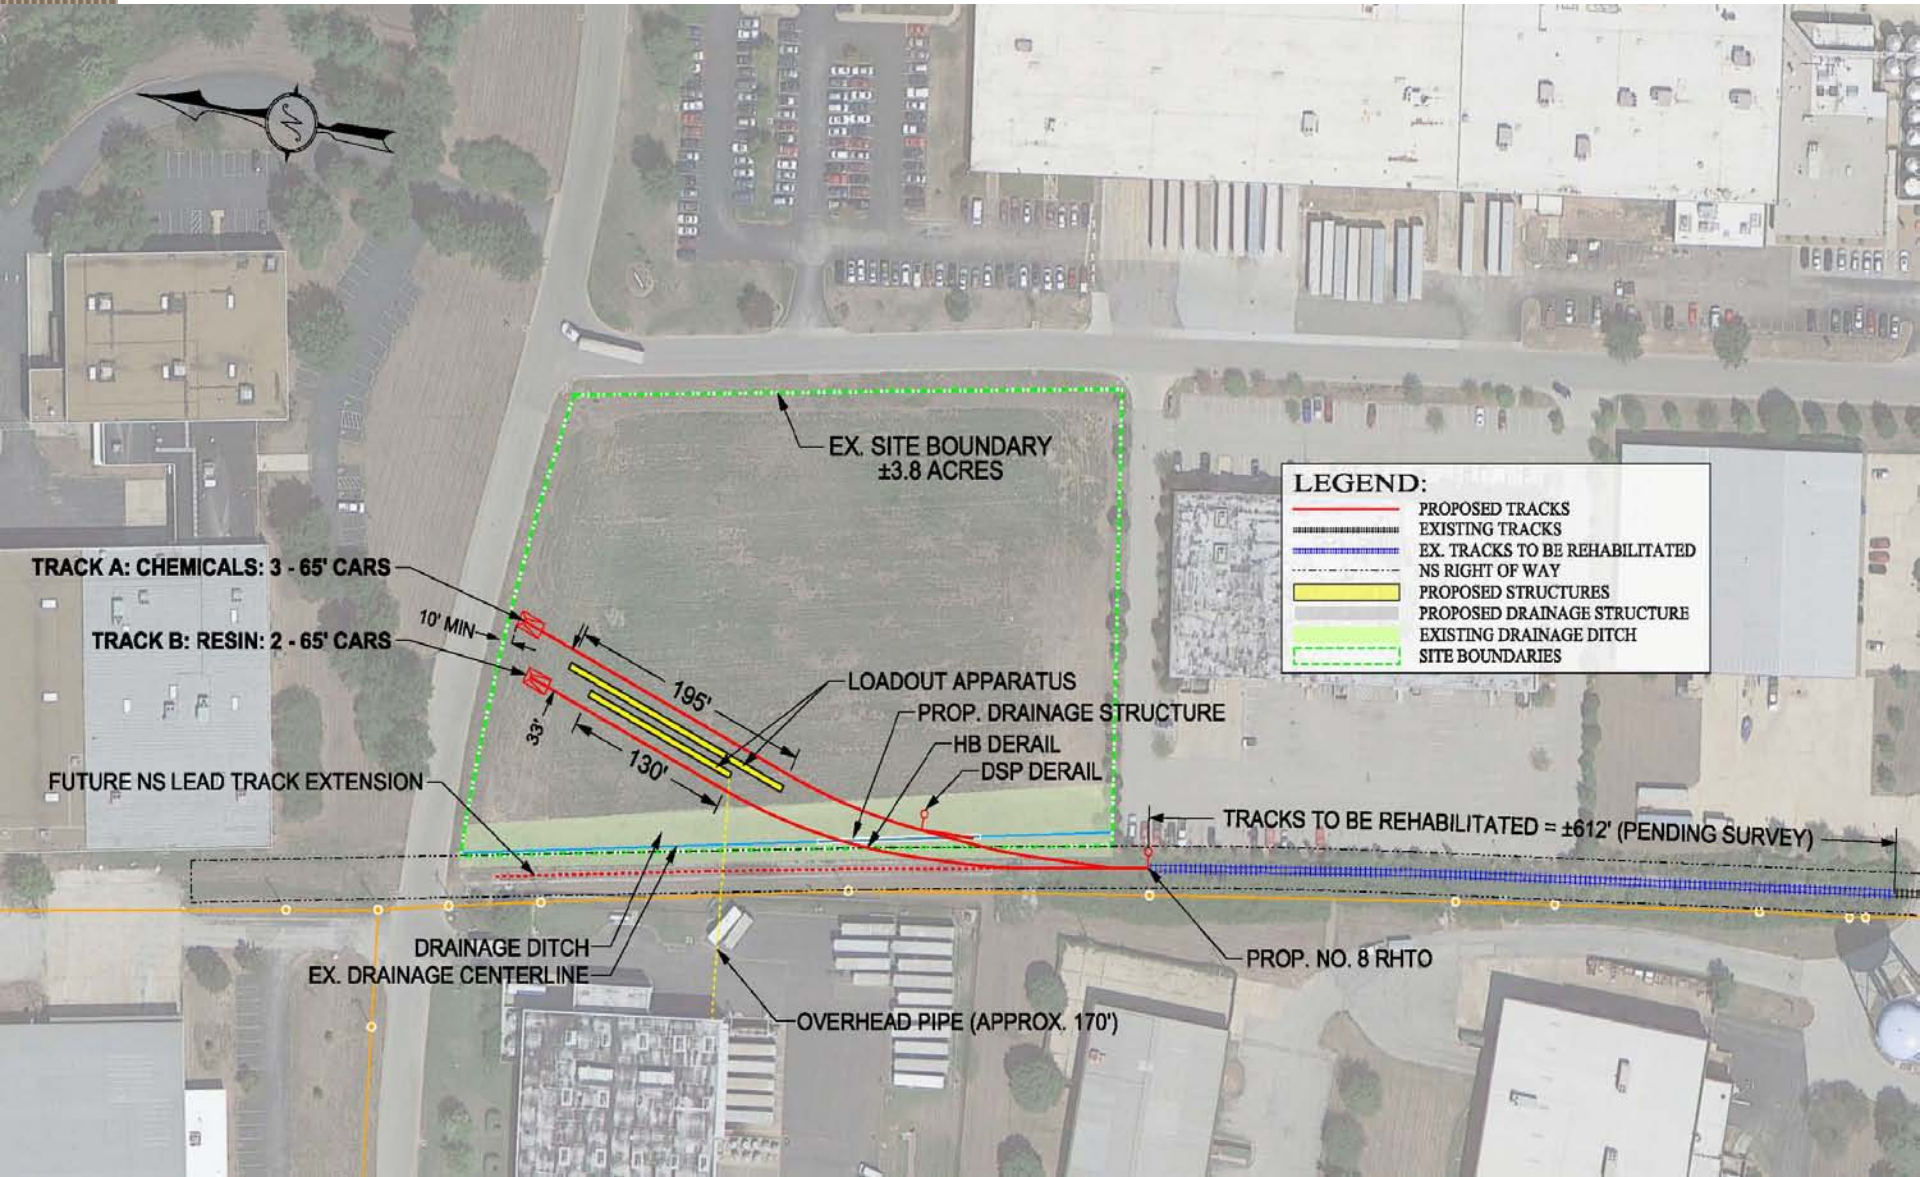 N
EX. SITE BOUNDARY
±3.8 ACRES
LEGEND:
PROPOSED TRACKS
EXISTING TRACKS
EX. TRACKS TO BE REHABILITATED
NS RIGHT OF WAY
PROPOSED STRUCTURES
PROPOSED DRAINAGE STRUCTURE
EXISTING DRAINAGE DITCH
SITE BOUNDARIES
TRACK A: CHEMICALS: 3 - 65' CARS
10' MIN
TRACK B: RESIN: 2 - 65' CARS
195'
33'
130'
LOADOUT APPARATUS
PROP. DRAINAGE STRUCTURE
HB DERAIL
DSP DERAIL
FUTURE NS LEAD TRACK EXTENSION
TRACKS TO BE REHABILITATED = ±612' (PENDING SURVEY)
DRAINAGE DITCH
EX. DRAINAGE CENTERLINE
PROP. NO. 8 RHTO
OVERHEAD PIPE (APPROX. 170')